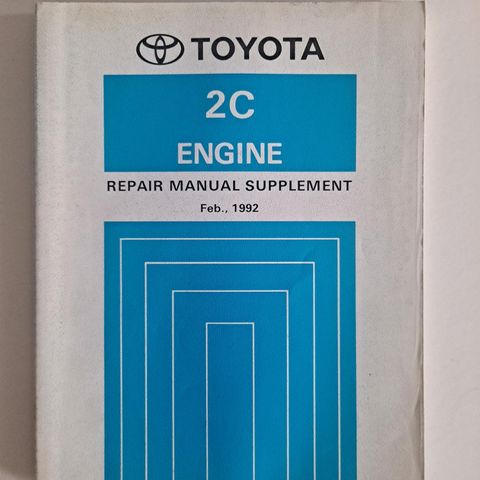 TOYOTA
2C
ENGINE
REPAIR MANUAL SUPPLEMENT
Feb., 1992